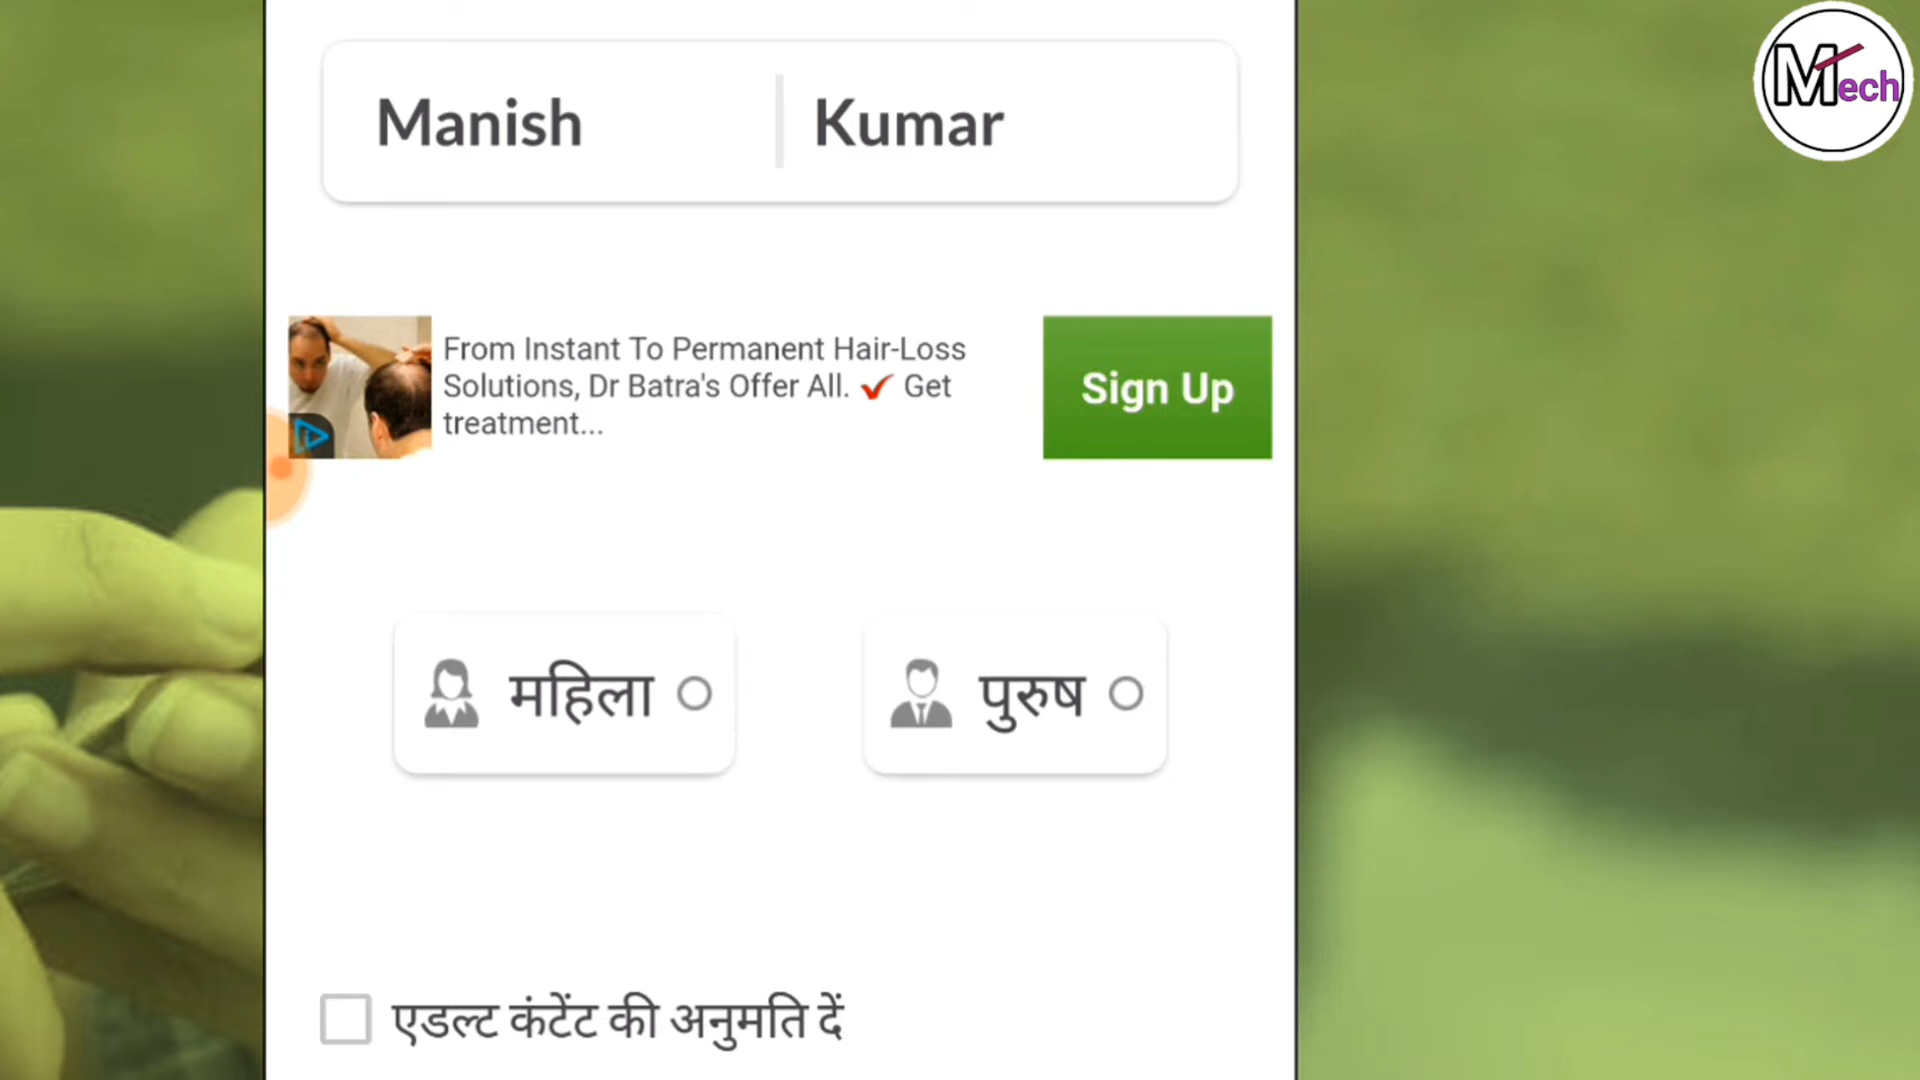 MTech
Manish
Kumar
From Instant To Permanent Hair-Loss
Solutions, Dr Batra's Offer All. ✔ Get
treatment...
Sign Up
महिला
पुरुष
एडल्ट कंटेंट की अनुमति दें